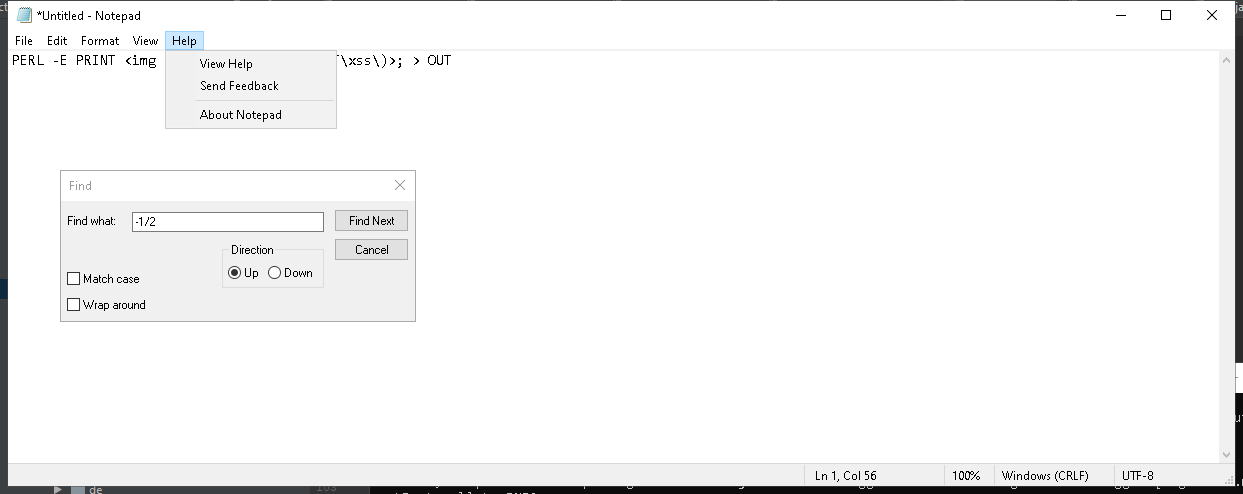 *Untitled - Notepad
File Edit Format View Help
PERL -E PRINT <img \xss\)>; > OUT
View Help
Send Feedback
About Notepad
Find
Find what: -1/2 Find Next
Direction Cancel
Up Down
Match case
Wrap around
Ln 1, Col 56 100% Windows (CRLF) UTF-8
de